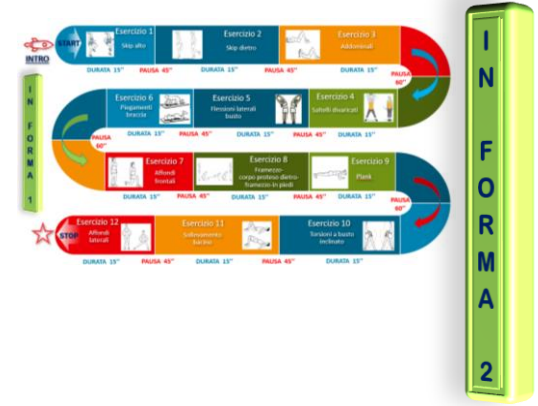 START
INTRO
Esercizio 1
Skip alto
Esercizio 2
Skip dietro
Esercizio 3
Addominali
DURATA 15"
PAUSA 45"
DURATA 15"
PAUSA 45"
DURATA 15"
PAUSA
60"
Esercizio 6
Piegamenti
braccia
Esercizio 5
Flessioni laterali
busto
Esercizio 4
Saltelli divaricati
PAUSA
60"
DURATA 15"
PAUSA 45"
DURATA 15"
PAUSA 45"
DURATA 15"
Esercizio 7
Affondi
frontali
Esercizio 8
corpo proteso dietro-
in piedi
Esercizio 9
Plank
DURATA 15"
PAUSA 45"
DURATA 15"
PAUSA 45"
DURATA 15"
PAUSA
60"
STOP
Esercizio 12
Affondi
laterali
Esercizio 11
Sollevamento
bacino
Esercizio 10
Torsioni a busto
inclinato
DURATA 15"
PAUSA 45"
DURATA 15"
PAUSA 45"
DURATA 15"
IN FORMA 1
IN FORMA 2